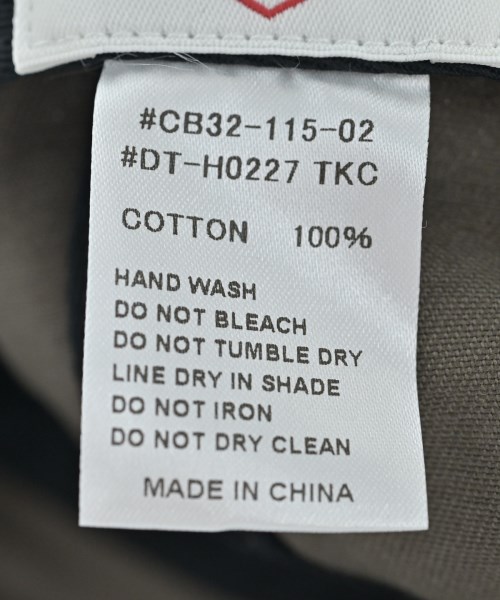 #CB32-115-02
#DT-H0227 TKC
COTTON 100%
HAND WASH
DO NOT BLEACH
DO NOT TUMBLE DRY
LINE DRY IN SHADE
DO NOT IRON
DO NOT DRY CLEAN
MADE IN CHINA